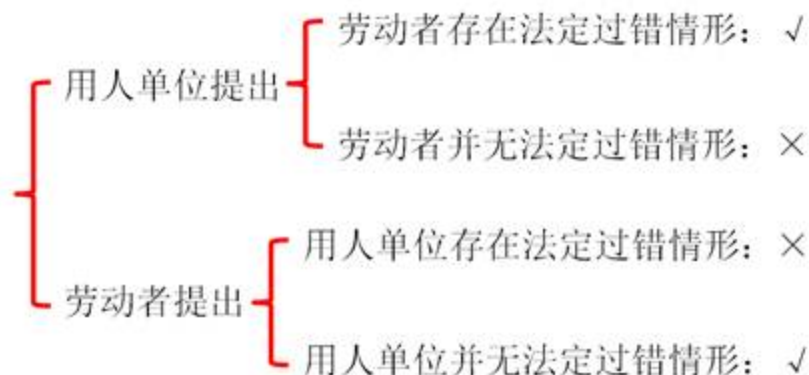 劳动者存在法定过错情形：√
用人单位提出
劳动者并无法定过错情形：×
用人单位存在法定过错情形：×
劳动者提出
用人单位并无法定过错情形：√